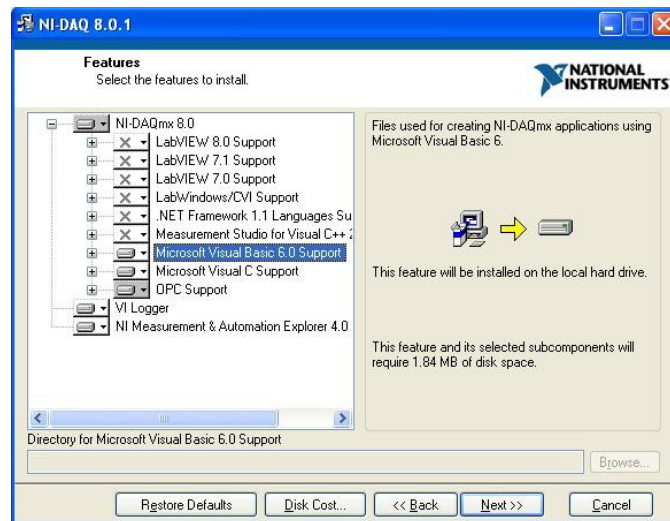 NI-DAQ 8.0.1
Features
Select the features to install.
NATIONAL
INSTRUMENTS
NI-DAQmx 8.0
LabVIEW 8.0 Support
LabVIEW 7.1 Support
LabVIEW 7.0 Support
LabWindows/CVI Support
.NET Framework 1.1 Languages Su
Measurement Studio for Visual C++ 2
Microsoft Visual Basic 6.0 Support
Microsoft Visual C Support
OPC Support
VI Logger
NI Measurement & Automation Explorer 4.0
Files used for creating NI-DAQmx applications using
Microsoft Visual Basic 6.
This feature will be installed on the local hard drive.
This feature and its selected subcomponents will
require 1.84 MB of disk space.
Directory for Microsoft Visual Basic 6.0 Support
Browse...
Restore Defaults
Disk Cost...
<< Back
Next >>
Cancel